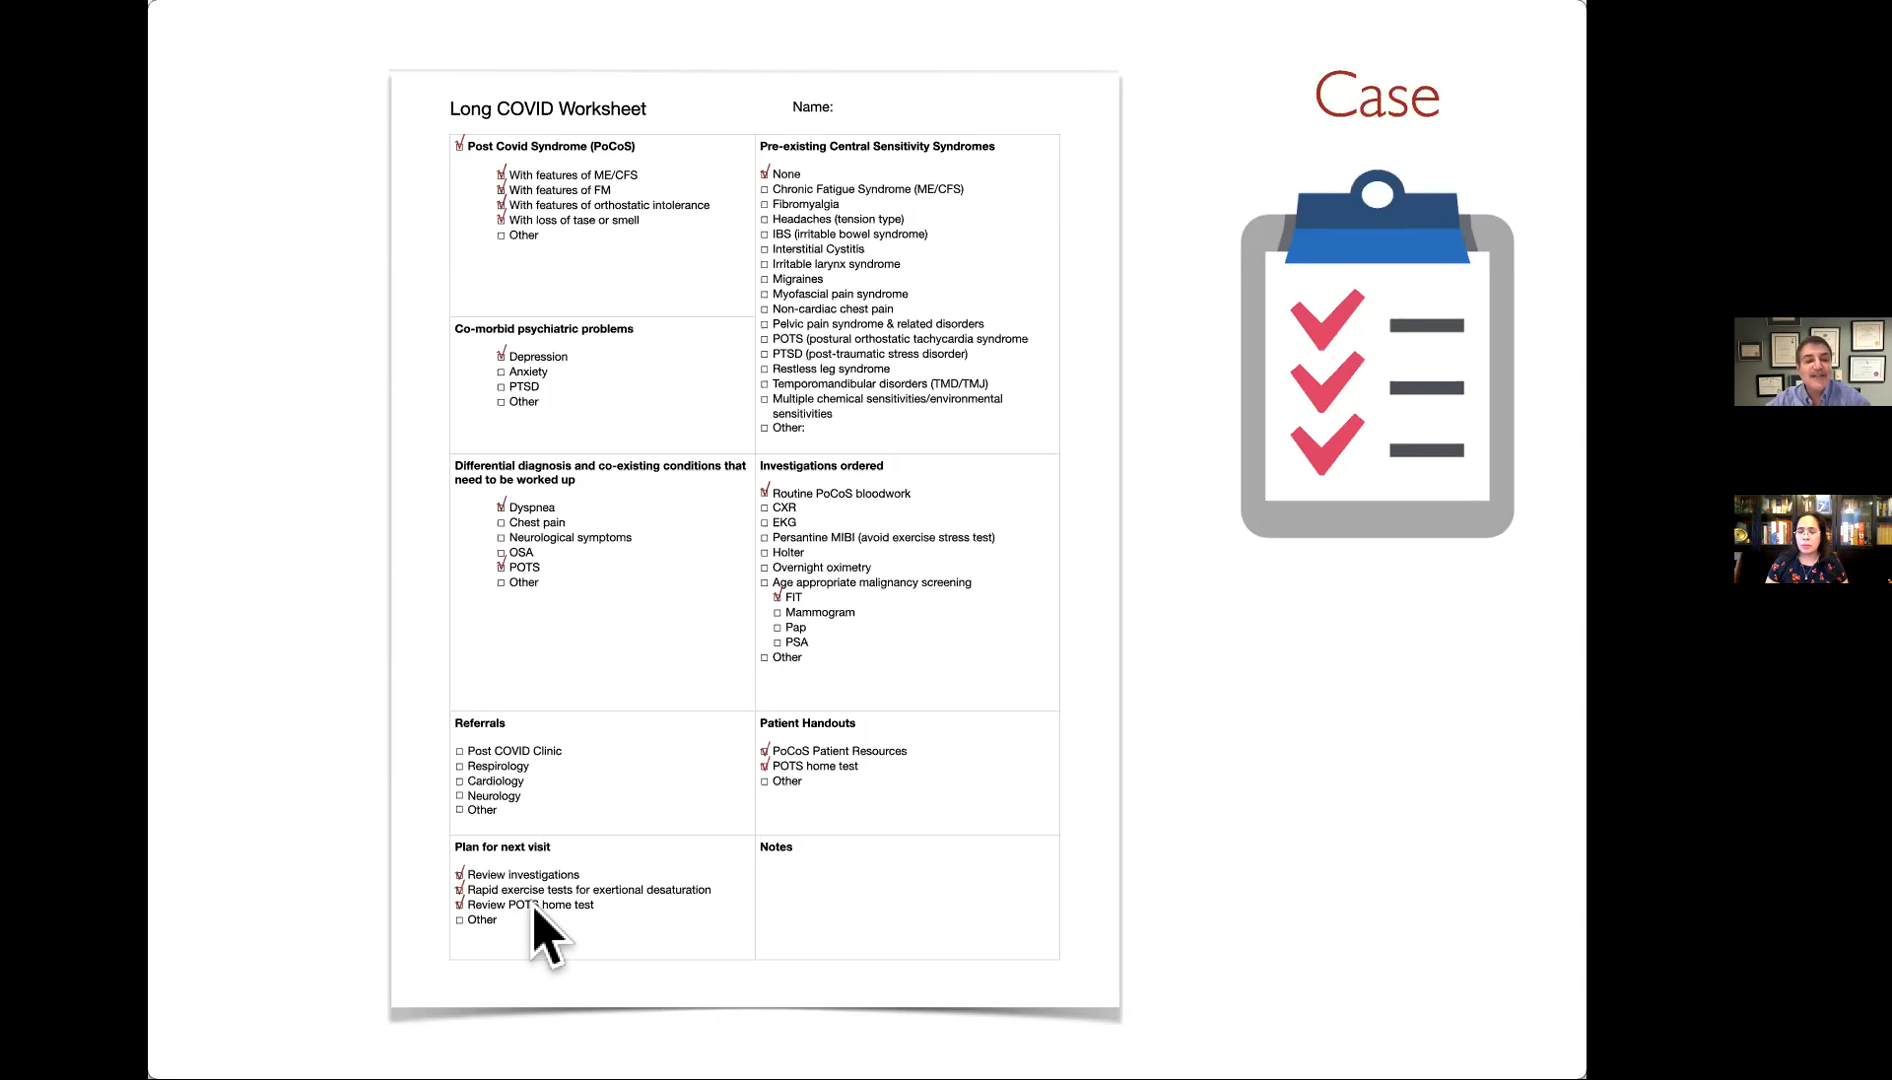 Case
Long COVID Worksheet
Name:
Post Covid Syndrome (PoCoS)
With features of ME/CFS
With features of FM
With features of orthostatic intolerance
With loss of tase or smell
Other
Pre-existing Central Sensitivity Syndromes
None
Chronic Fatigue Syndrome (ME/CFS)
Fibromyalgia
Headaches (tension type)
IBS (irritable bowel syndrome)
Interstitial Cystitis
Irritable larynx syndrome
Migraines
Myofascial pain syndrome
Non-cardiac chest pain
Pelvic pain syndrome & related disorders
POTS (postural orthostatic tachycardia syndrome
PTSD (post-traumatic stress disorder)
Restless leg syndrome
Temporomandibular disorders (TMD/TMJ)
Multiple chemical sensitivities/environmental
sensitivities
Other:
Co-morbid psychiatric problems
Depression
Anxiety
PTSD
Other
Differential diagnosis and co-existing conditions that
need to be worked up
Dyspnea
Chest pain
Neurological symptoms
OSA
POTS
Other
Investigations ordered
Routine PoCoS bloodwork
CXR
EKG
Persantine MIBI (avoid exercise stress test)
Holter
Overnight oximetry
Age appropriate malignancy screening
FIT
Mammogram
Pap
PSA
Other
Referrals
Post COVID Clinic
Respirology
Cardiology
Neurology
Other
Patient Handouts
PoCoS Patient Resources
POTS home test
Other
Plan for next visit
Review investigations
Rapid exercise tests for exertional desaturation
Review POTS home test
Other
Notes